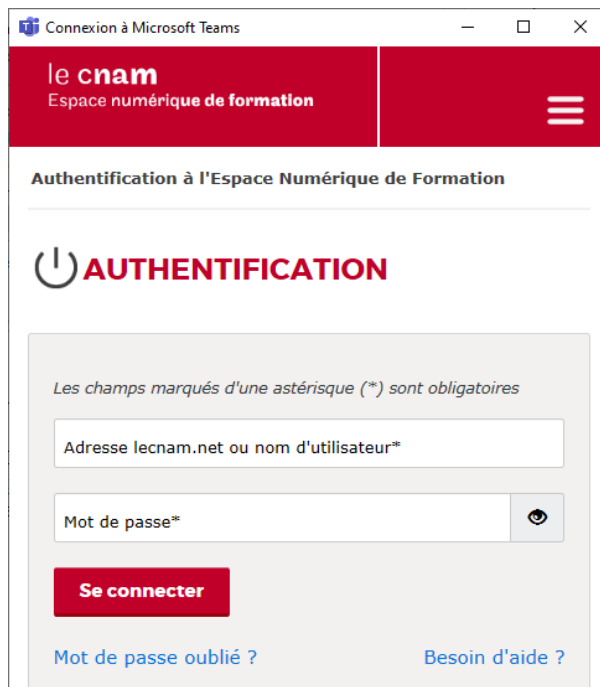 Connexion à Microsoft Teams
le cnam
Espace numérique de formation
Authentification à l'Espace Numérique de Formation
AUTHENTIFICATION
Les champs marqués d'une astérisque (*) sont obligatoires
Adresse lecnam.net ou nom d'utilisateur*
Mot de passe*
Se connecter
Mot de passe oublié ?
Besoin d'aide ?